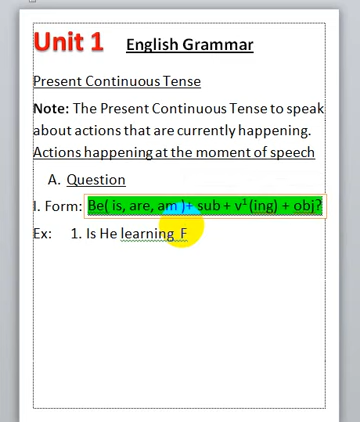 Unit 1 English Grammar
Present Continuous Tense
Note: The Present Continuous Tense to speak
about actions that are currently happening.
Actions happening at the moment of speech
A. Question
I. Form: Be( is, are, am )+ sub + v¹(ing) + obj?
Ex: 1. Is He learning F